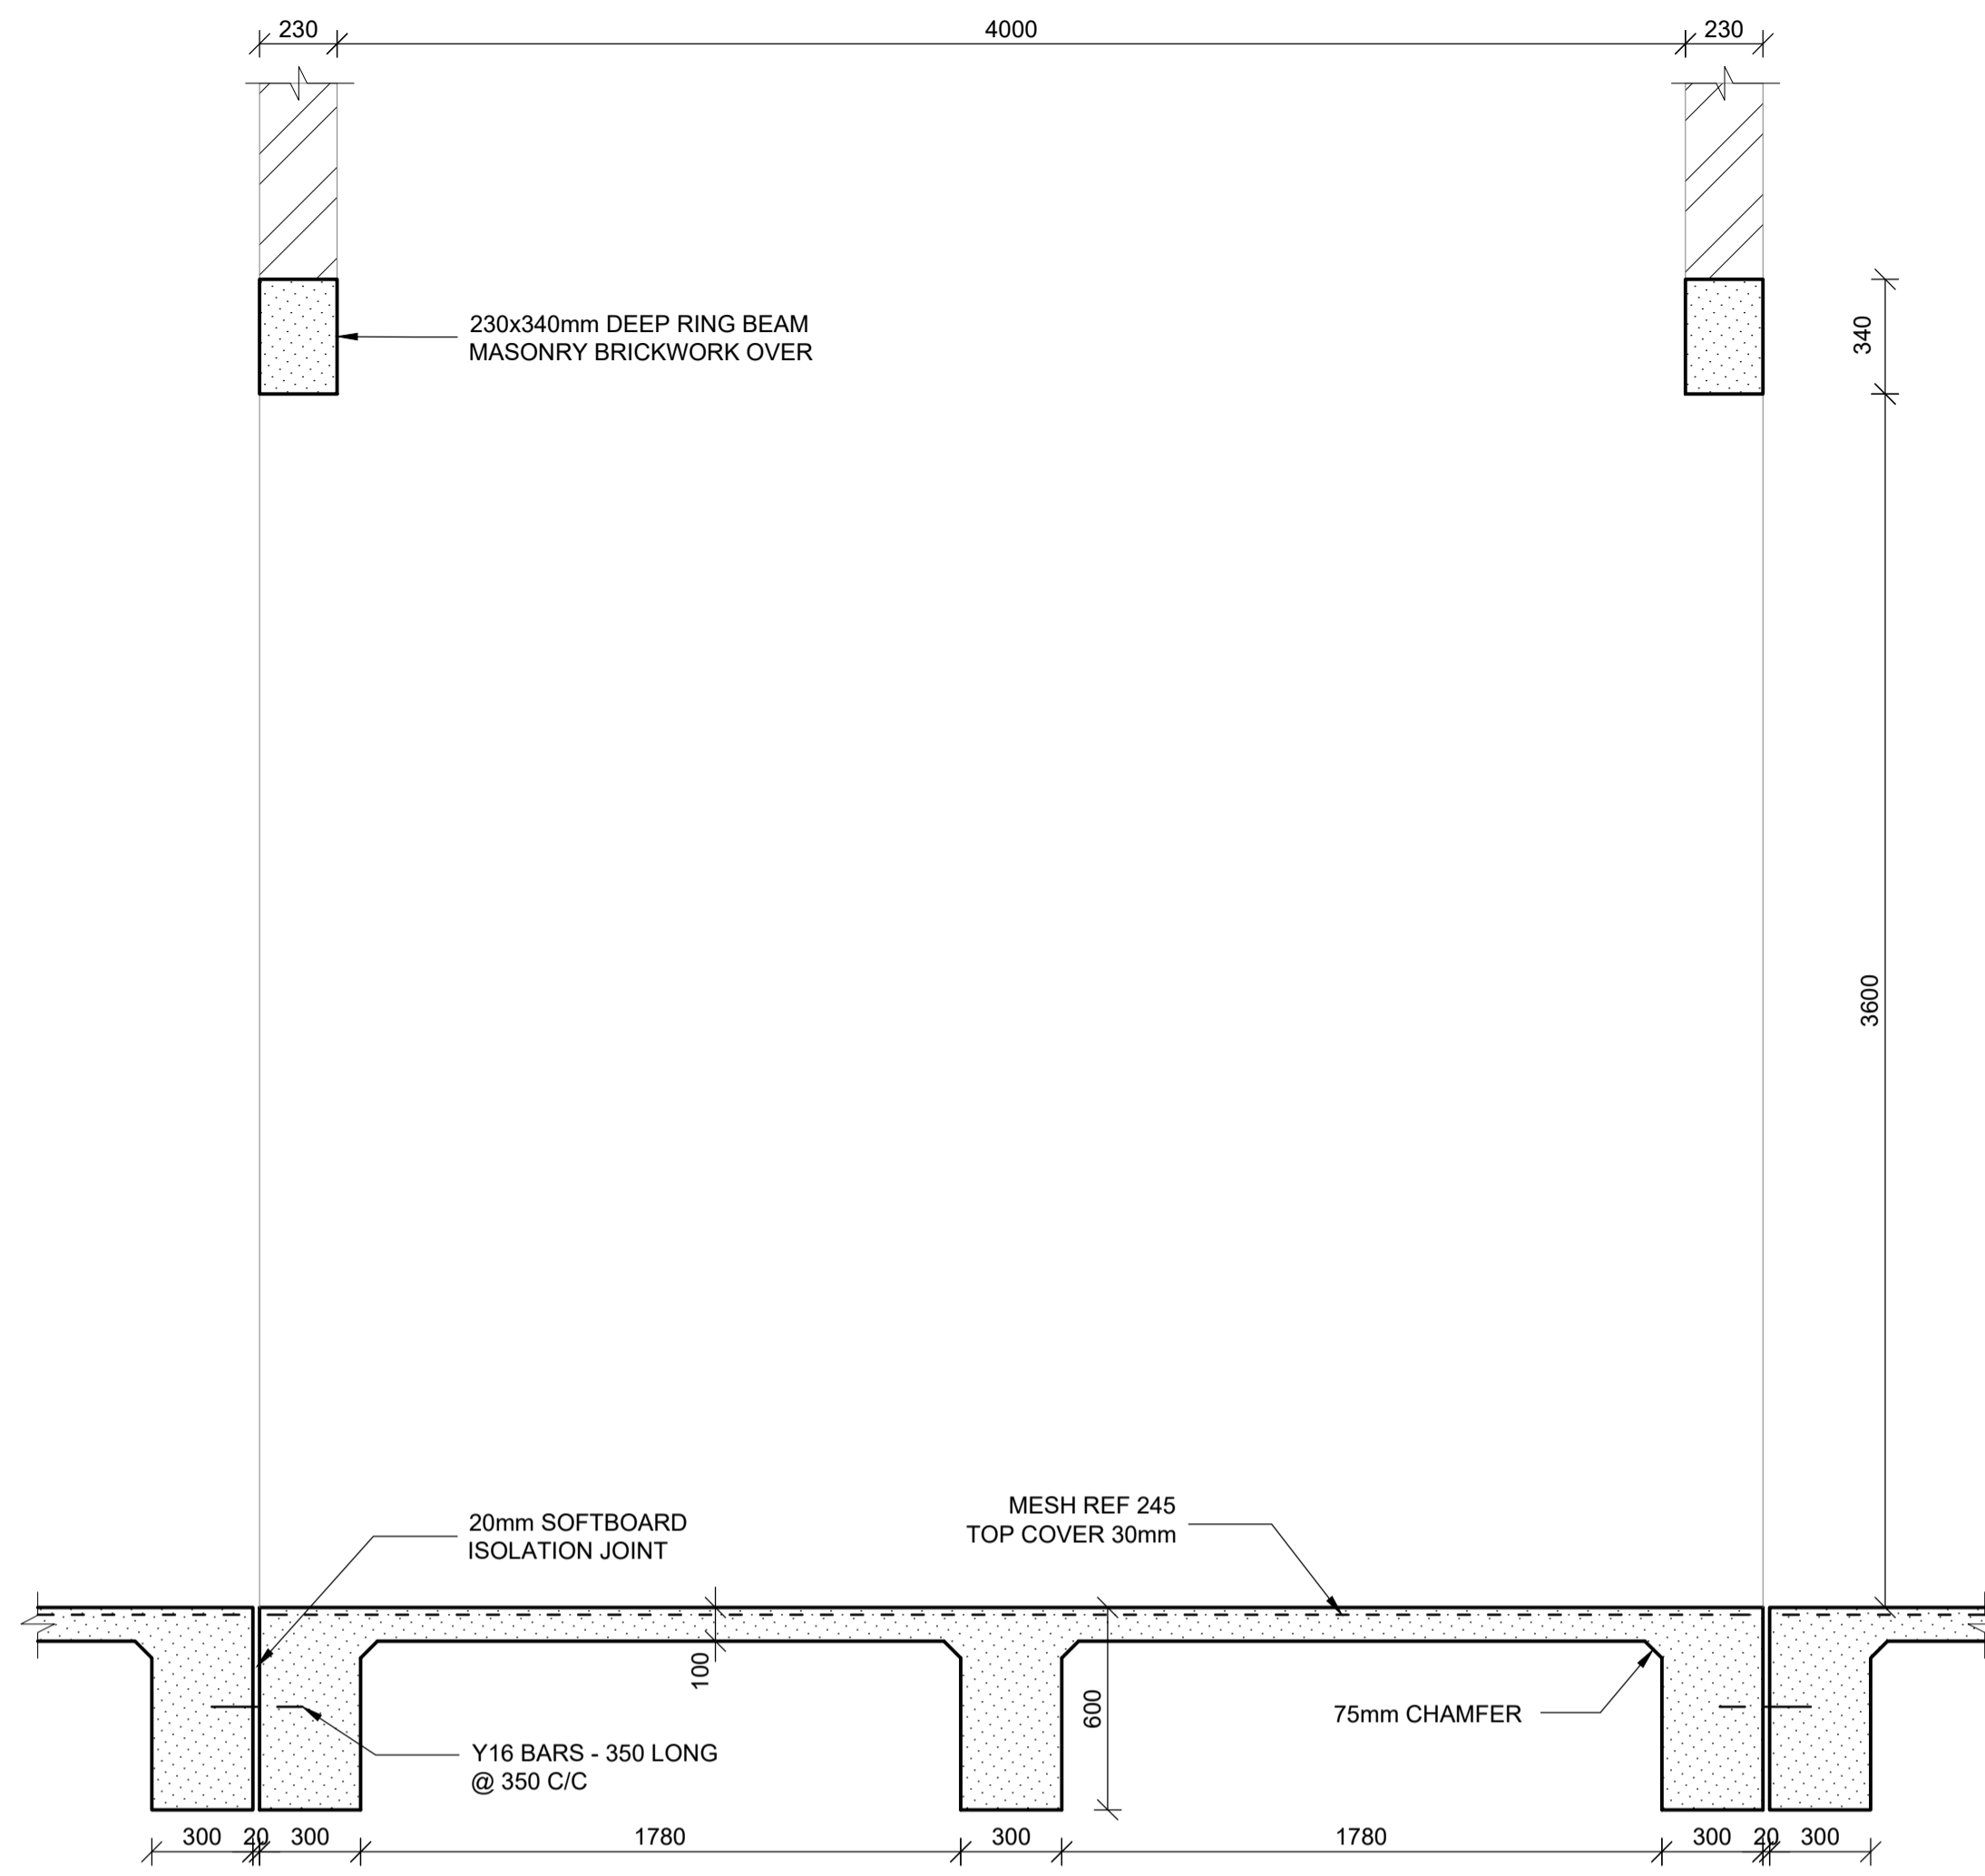 230
4000
230
230x340mm DEEP RING BEAM
MASONRY BRICKWORK OVER
340
3600
MESH REF 245
TOP COVER 30mm
20mm SOFTBOARD
ISOLATION JOINT
100
600
75mm CHAMFER
Y16 BARS - 350 LONG
@ 350 C/C
300
20
300
1780
300
1780
300
20
300